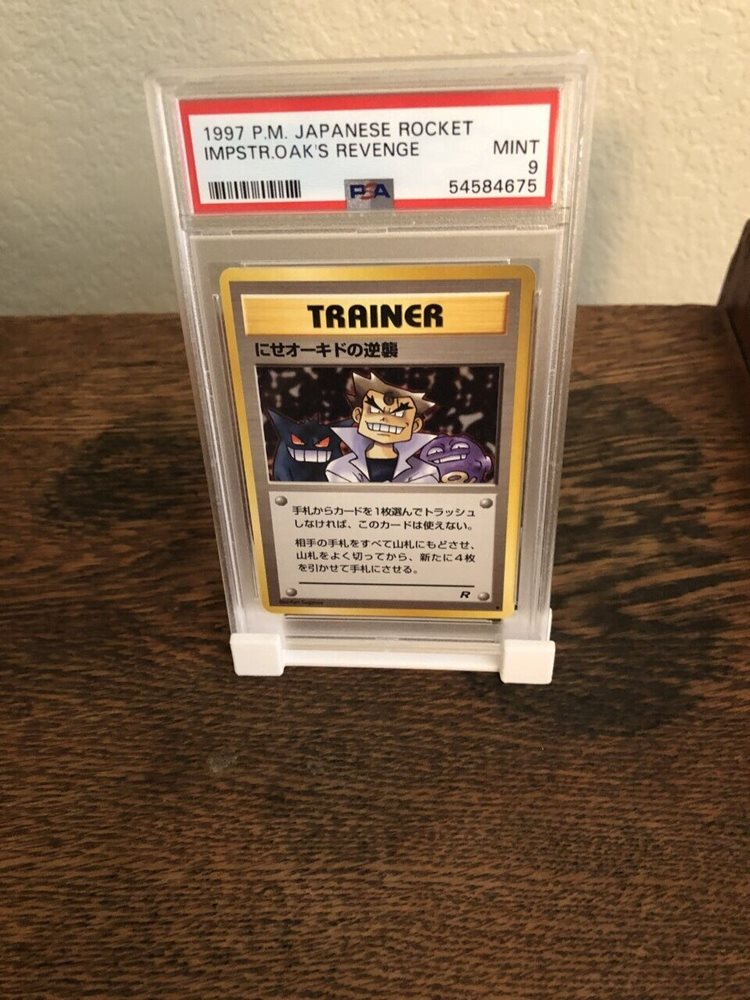 1997 P.M. JAPANESE ROCKET
IMPSTR.OAK'S REVENGE MINT
9
PSA 54584675
TRAINER
にせオーキドの逆襲
手札からカードを1枚選んでトラッシュ
しなければ、このカードは使えない。
相手の手札をすべて山札にもどさせ、
山札をよく切ってから、新たに4枚
を引かせて手札にさせる。
R